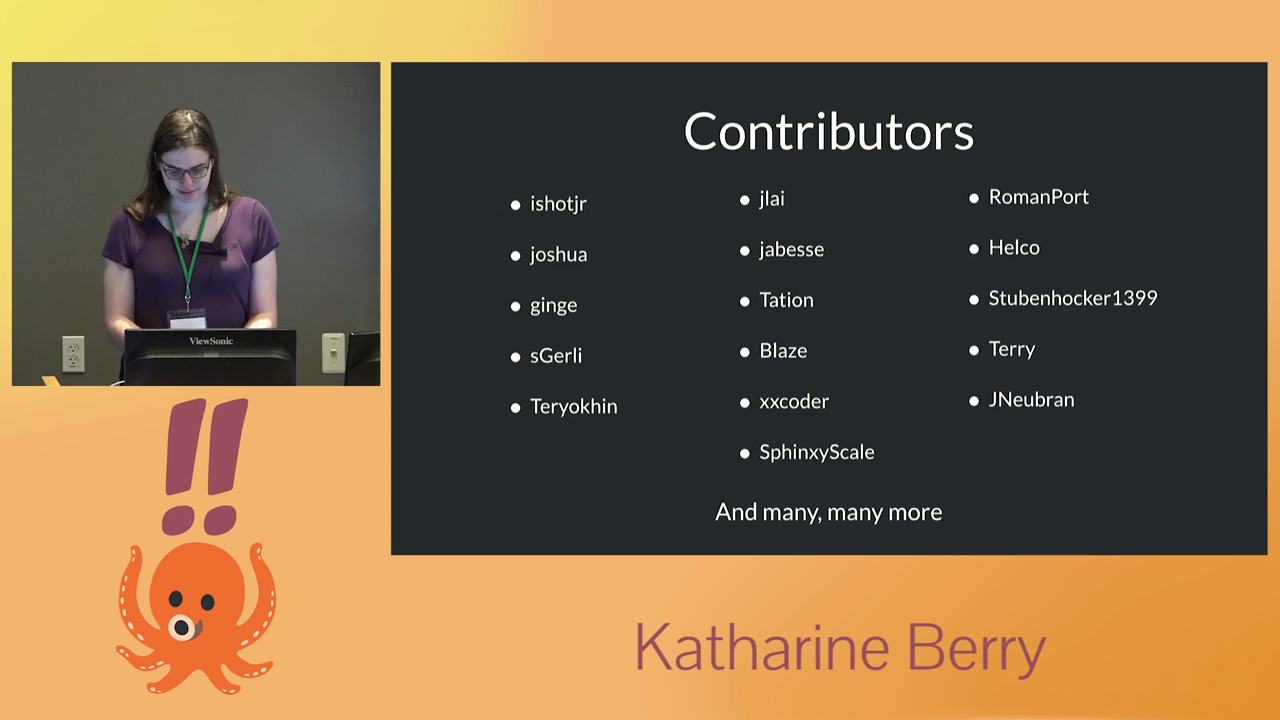 Contributors
ishotjr
joshua
ginge
sGerli
Teryokhin
jlai
jabesse
Tation
Blaze
xxcoder
SphinxyScale
RomanPort
Helco
Stubenhocker1399
Terry
JNeubran
And many, many more
ViewSonic
!!
Katharine Berry